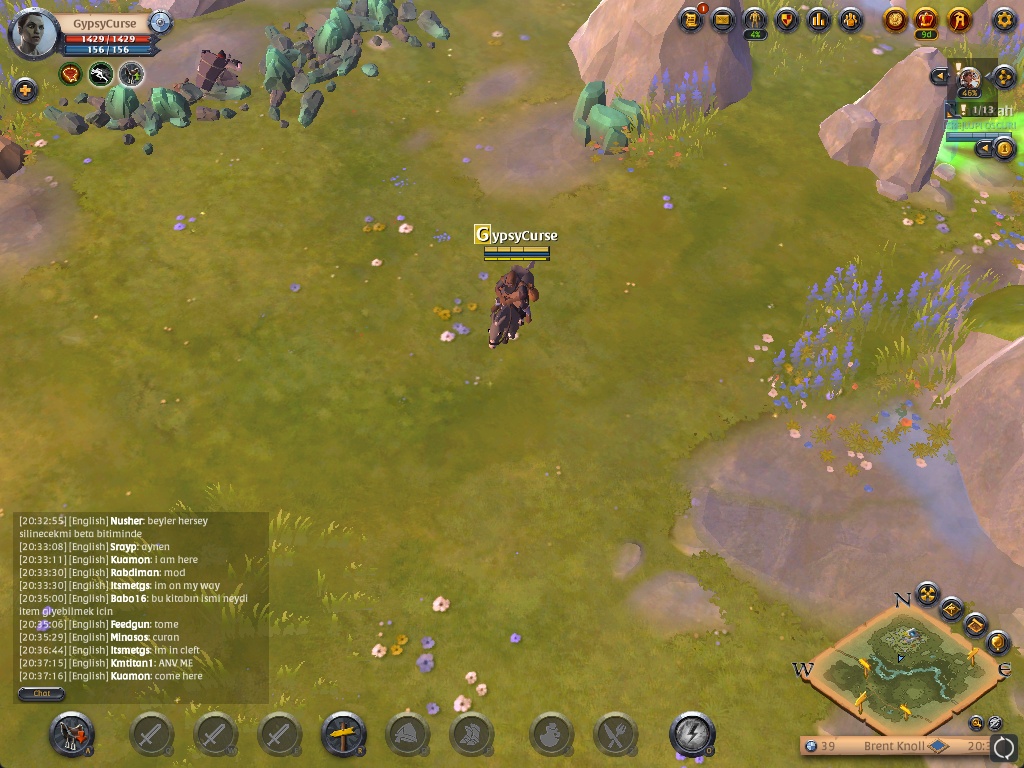 GypsyCurse
1429 / 1429
156 / 156
1
4%
9d
46%
1/13
GypsyCurse
[20:32:55] [English] Nusher: beyler hersey
silinecekmi beta bitiminde
[20:33:08] [English] Srayp: aynen
[20:33:11] [English] Kuamon: i am here
[20:33:30] [English] Rabdiman: mod
[20:33:30] [English] Itsmetgs: im on my way
[20:35:00] [English] Babo16: bu kitabın ismi neydi
item giyebilmek icin
[20:35:06] [English] Feedgun: tome
[20:35:29] [English] Minasos: curan
[20:36:44] [English] Itsmetgs: im in cleft
[20:37:15] [English] Kmtitan1: ANV ME
[20:37:16] [English] Kuamon: come here
Chat
N
W
E
A
R
39 Brent Knoll 20:3